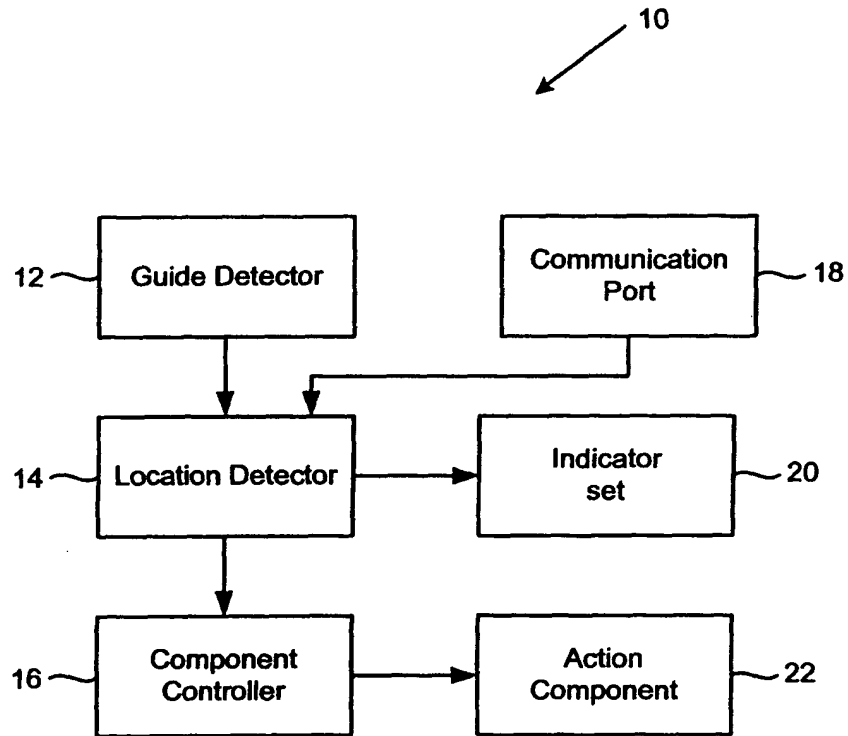 10
12
Guide Detector
Communication
Port
18
14
Location Detector
Indicator
set
20
16
Component
Controller
Action
Component
22